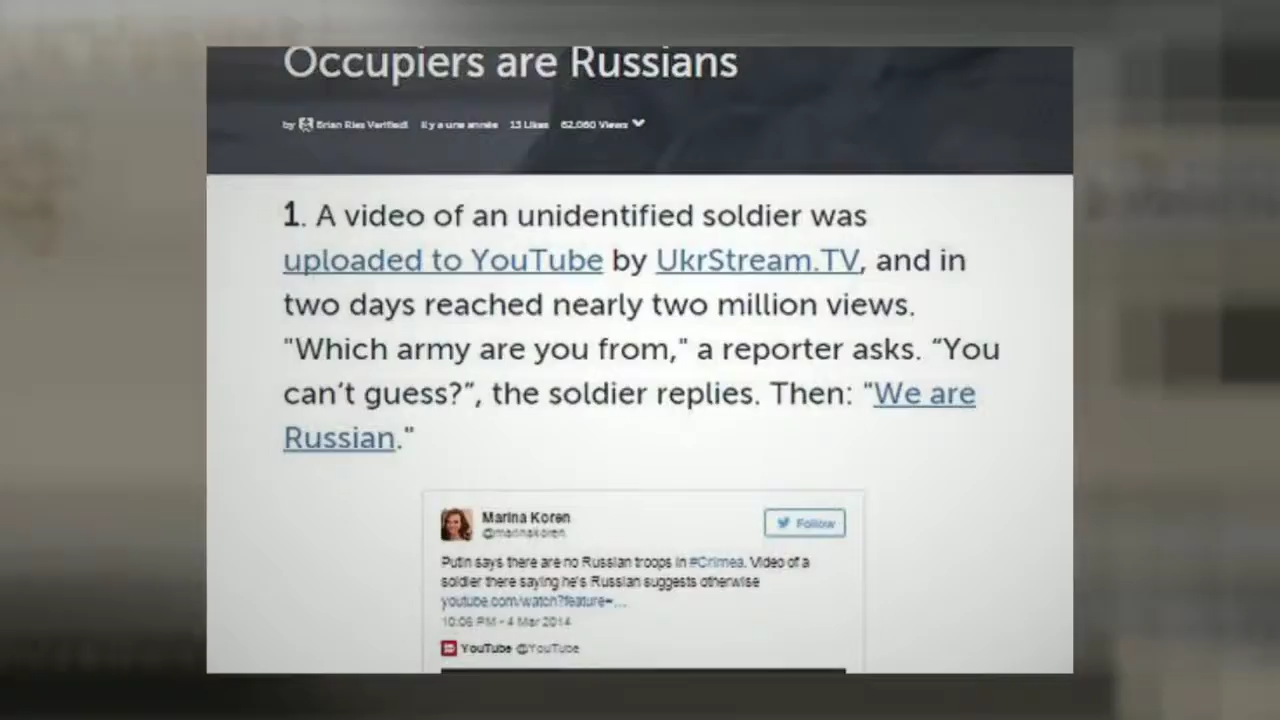 Occupiers are Russians
by Brian Ries Verified! Il y a une année 13 Likes 62,060 Views
1. A video of an unidentified soldier was
uploaded to YouTube by UkrStream.TV, and in
two days reached nearly two million views.
"Which army are you from," a reporter asks. “You
can’t guess?”, the soldier replies. Then: "We are
Russian."
Marina Koren
@marinakoren
Follow
Putin says there are no Russian troops in #Crimea. Video of a
soldier there saying he's Russian suggests otherwise
youtube.com/watch?feature=...
10:06 PM - 4 Mar 2014
YouTube @YouTube